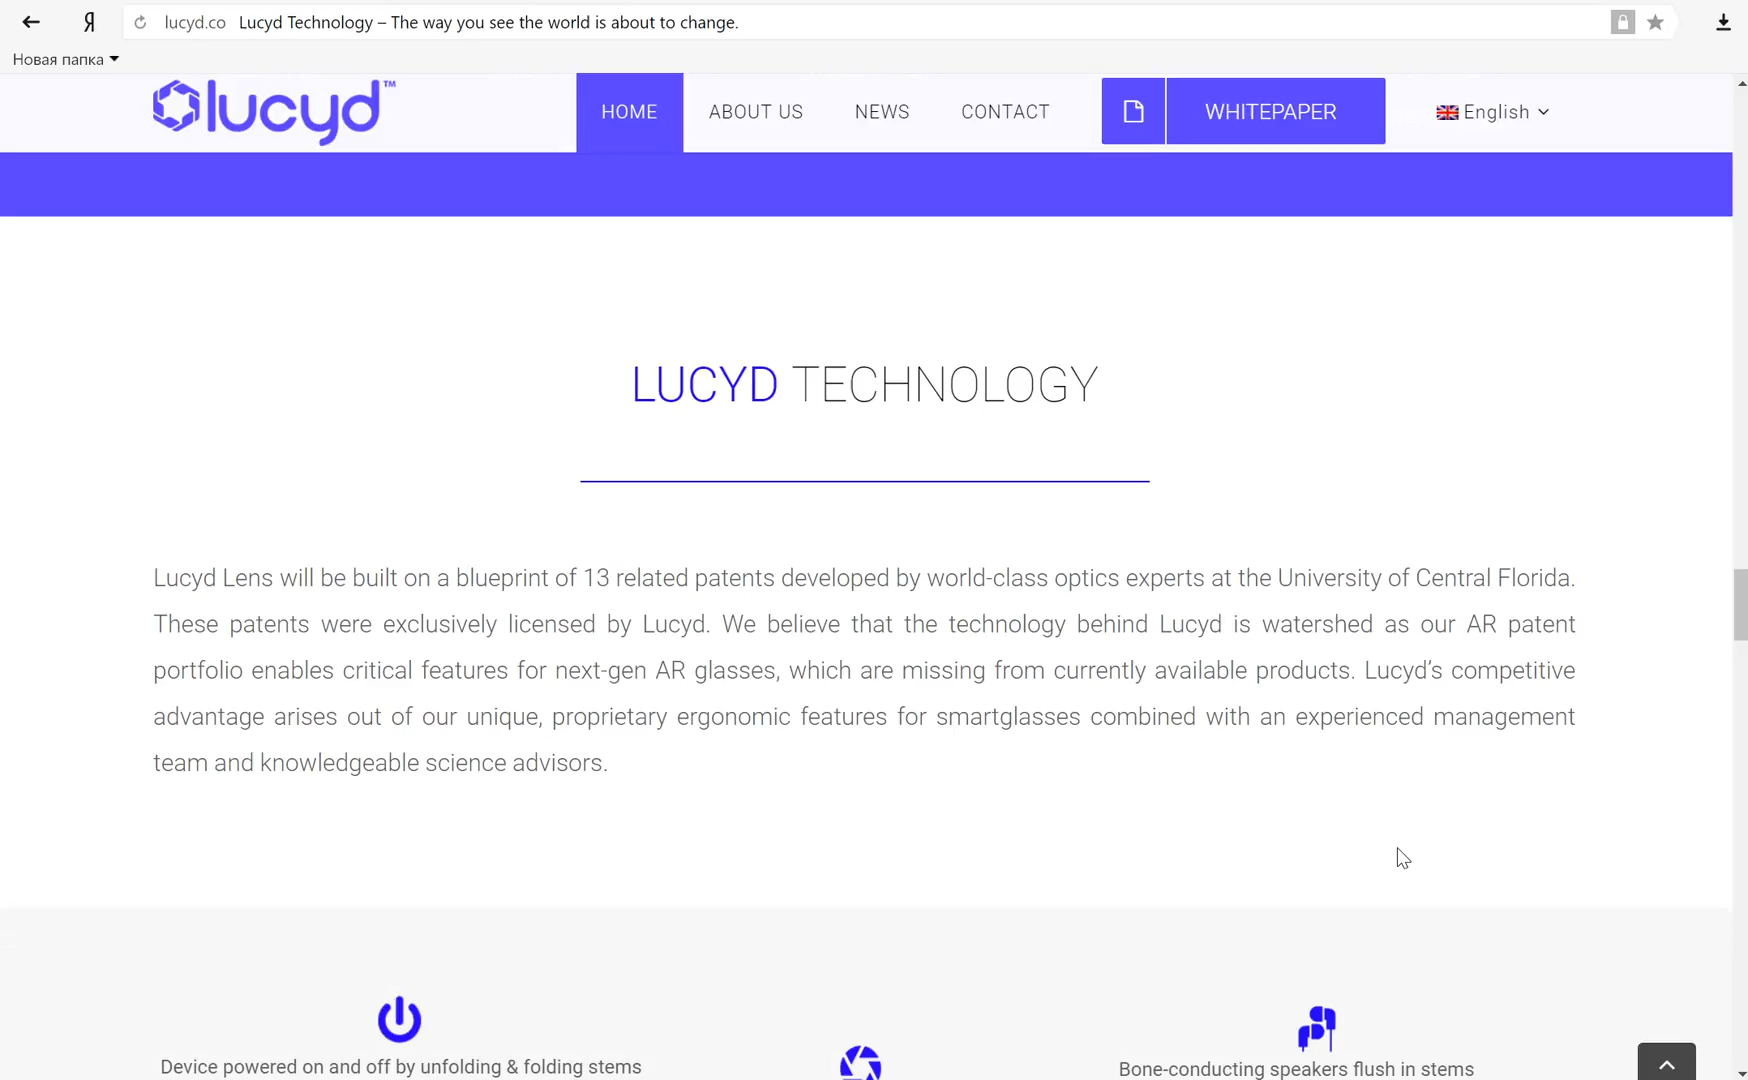 Я lucyd.co Lucyd Technology – The way you see the world is about to change.
Новая папка
lucyd™ HOME ABOUT US NEWS CONTACT WHITEPAPER English
LUCYD TECHNOLOGY
Lucyd Lens will be built on a blueprint of 13 related patents developed by world-class optics experts at the University of Central Florida.
These patents were exclusively licensed by Lucyd. We believe that the technology behind Lucyd is watershed as our AR patent
portfolio enables critical features for next-gen AR glasses, which are missing from currently available products. Lucyd’s competitive
advantage arises out of our unique, proprietary ergonomic features for smartglasses combined with an experienced management
team and knowledgeable science advisors.
Device powered on and off by unfolding & folding stems
Bone-conducting speakers flush in stems